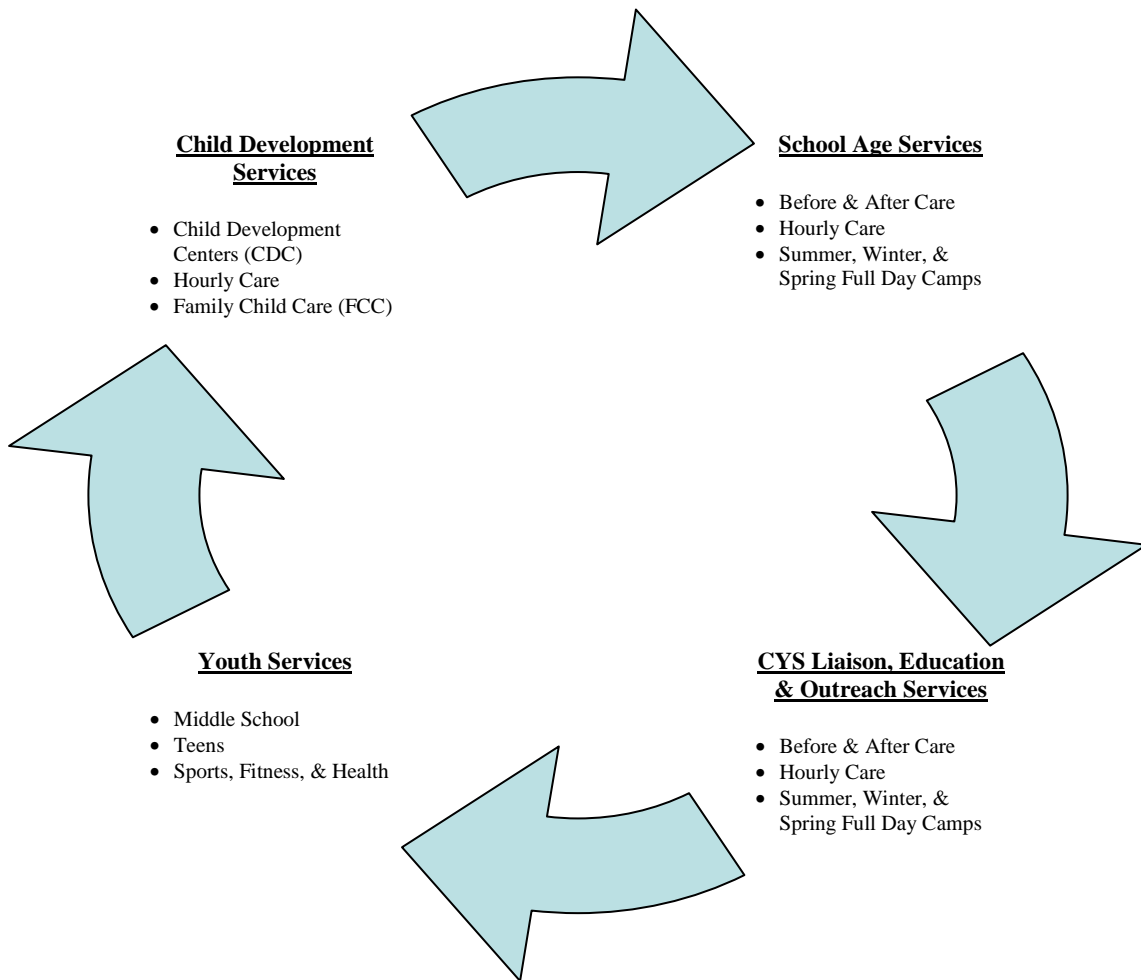 Child Development
Services
• Child Development
Centers (CDC)
• Hourly Care
• Family Child Care (FCC)
School Age Services
• Before & After Care
• Hourly Care
• Summer, Winter, &
Spring Full Day Camps
Youth Services
• Middle School
• Teens
• Sports, Fitness, & Health
CYS Liaison, Education
& Outreach Services
• Before & After Care
• Hourly Care
• Summer, Winter, &
Spring Full Day Camps